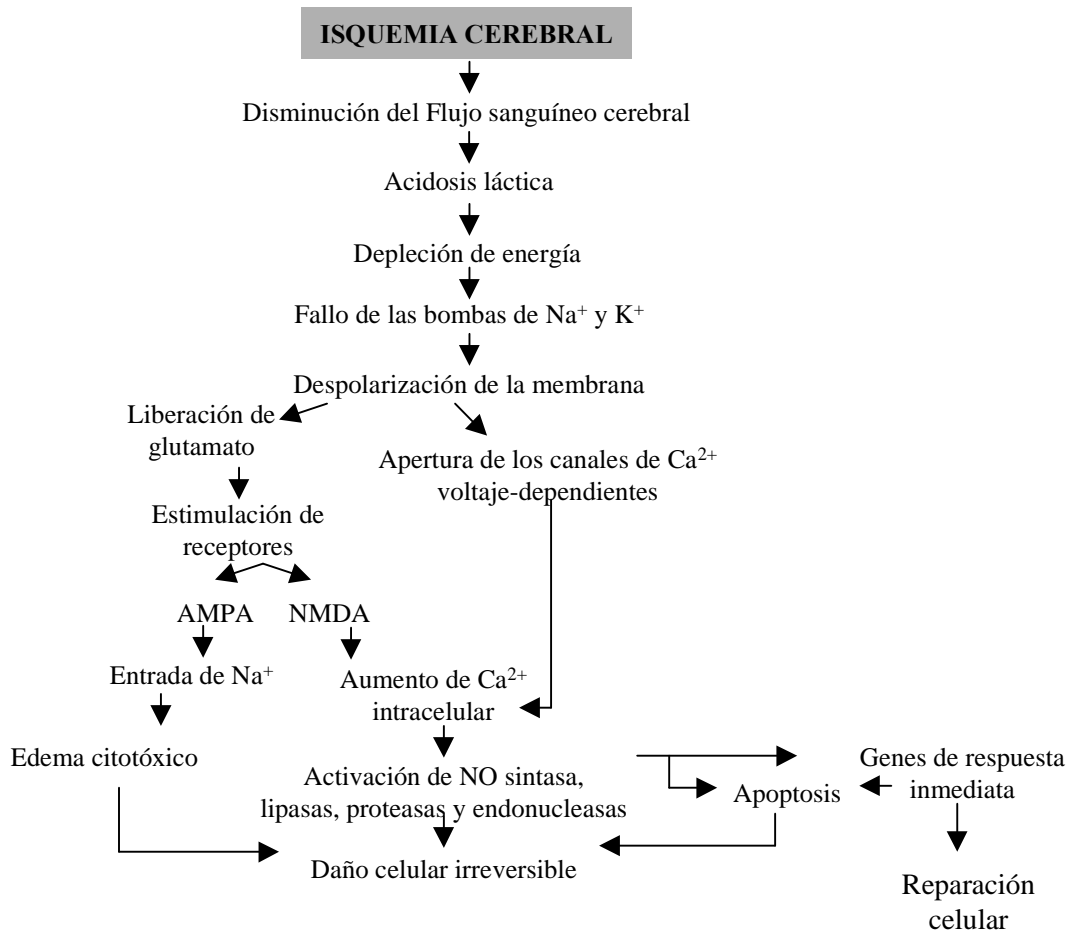 ISQUEMIA CEREBRAL
Disminución del Flujo sanguíneo cerebral
Acidosis láctica
Depleción de energía
Fallo de las bombas de Na⁺ y K⁺
Despolarización de la membrana
Liberación de
glutamato
Apertura de los canales de Ca²⁺
voltaje-dependientes
Estimulación de
receptores
AMPA
NMDA
Entrada de Na⁺
Aumento de Ca²⁺
intracelular
Edema citotóxico
Activación de NO sintasa,
lipasas, proteasas y endonucleasas
Apoptosis
Genes de respuesta
inmediata
Daño celular irreversible
Reparación
celular